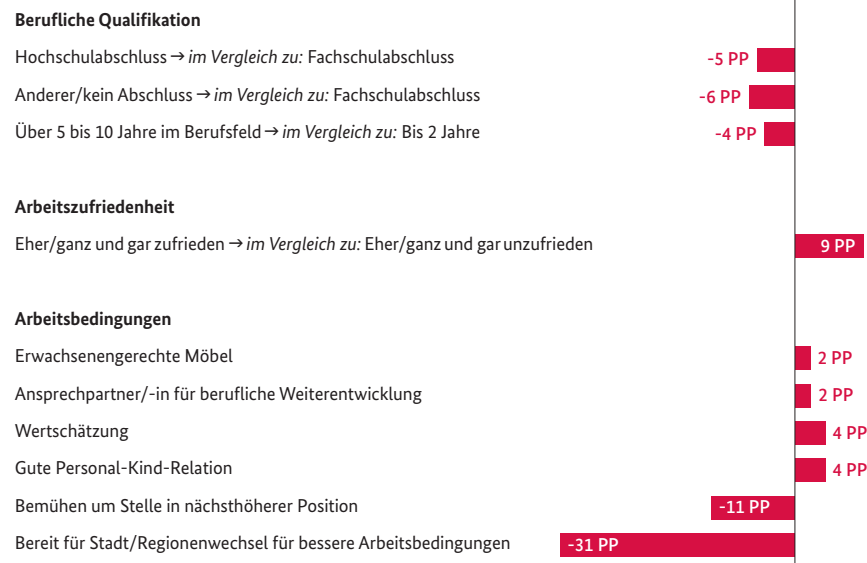 Berufliche Qualifikation
Hochschulabschluss → im Vergleich zu: Fachschulabschluss -5 PP
Anderer/kein Abschluss → im Vergleich zu: Fachschulabschluss -6 PP
Über 5 bis 10 Jahre im Berufsfeld → im Vergleich zu: Bis 2 Jahre -4 PP
Arbeitszufriedenheit
Eher/ganz und gar zufrieden → im Vergleich zu: Eher/ganz und gar unzufrieden 9 PP
Arbeitsbedingungen
Erwachsenengerechte Möbel 2 PP
Ansprechpartner/-in für berufliche Weiterentwicklung 2 PP
Wertschätzung 4 PP
Gute Personal-Kind-Relation 4 PP
Bemühen um Stelle in nächsthöherer Position -11 PP
Bereit für Stadt/Regionenwechsel für bessere Arbeitsbedingungen -31 PP